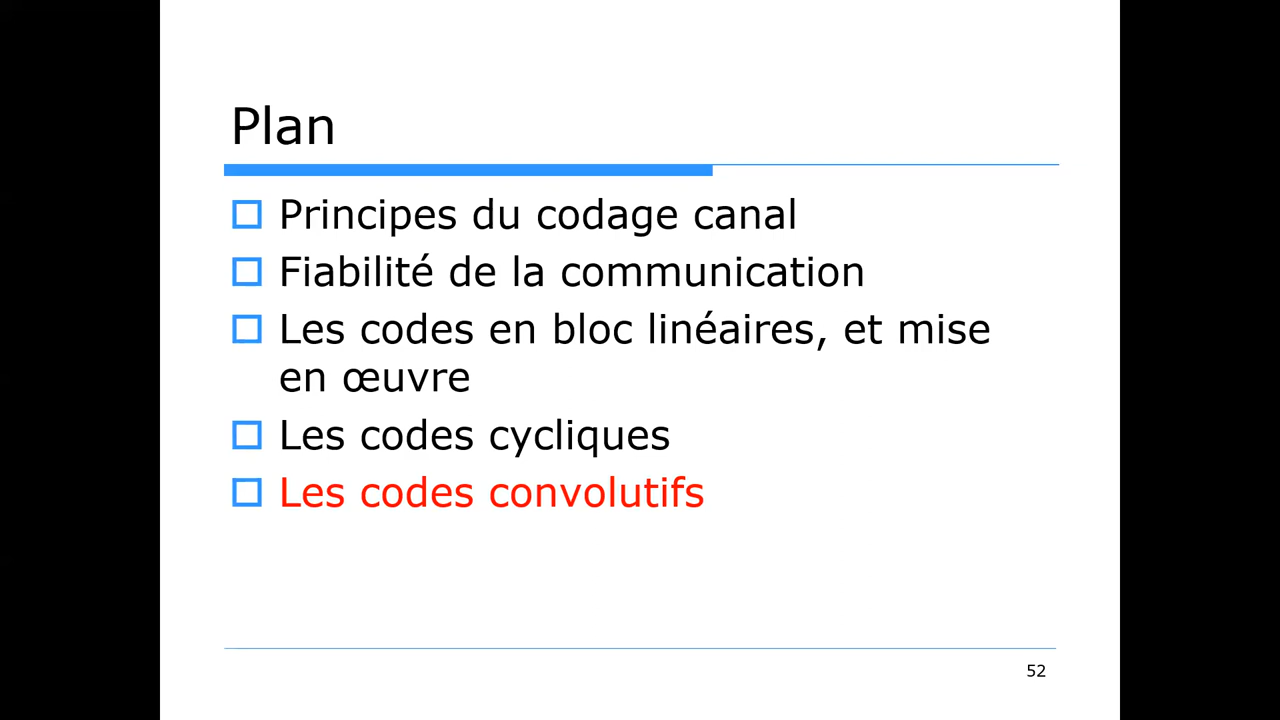 Plan
Principes du codage canal
Fiabilité de la communication
Les codes en bloc linéaires, et mise
en œuvre
Les codes cycliques
Les codes convolutifs
52